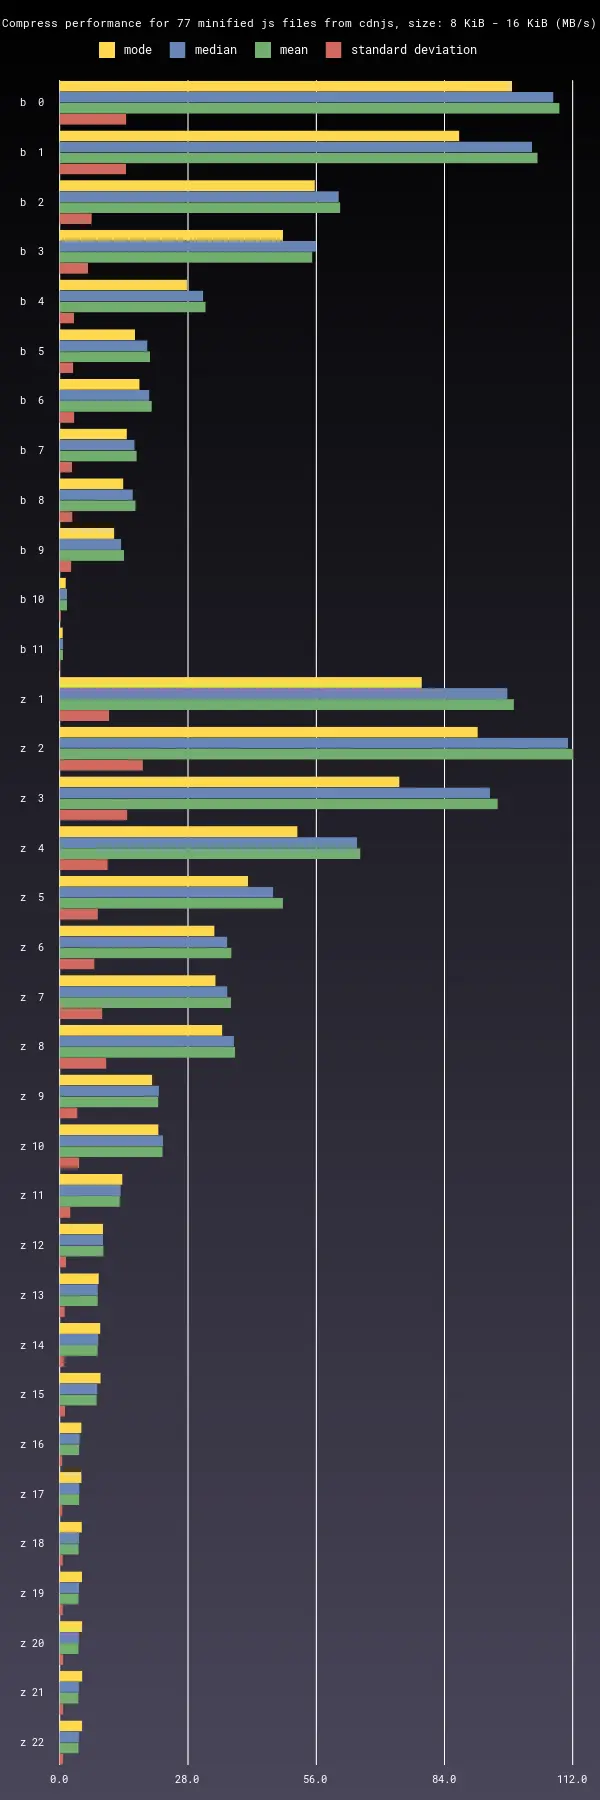 Compress performance for 77 minified js files from cdnjs, size: 8 KiB - 16 KiB (MB/s)
mode median mean standard deviation
b 0
b 1
b 2
b 3
b 4
b 5
b 6
b 7
b 8
b 9
b 10
b 11
z 1
z 2
z 3
z 4
z 5
z 6
z 7
z 8
z 9
z 10
z 11
z 12
z 13
z 14
z 15
z 16
z 17
z 18
z 19
z 20
z 21
z 22
0.0 28.0 56.0 84.0 112.0